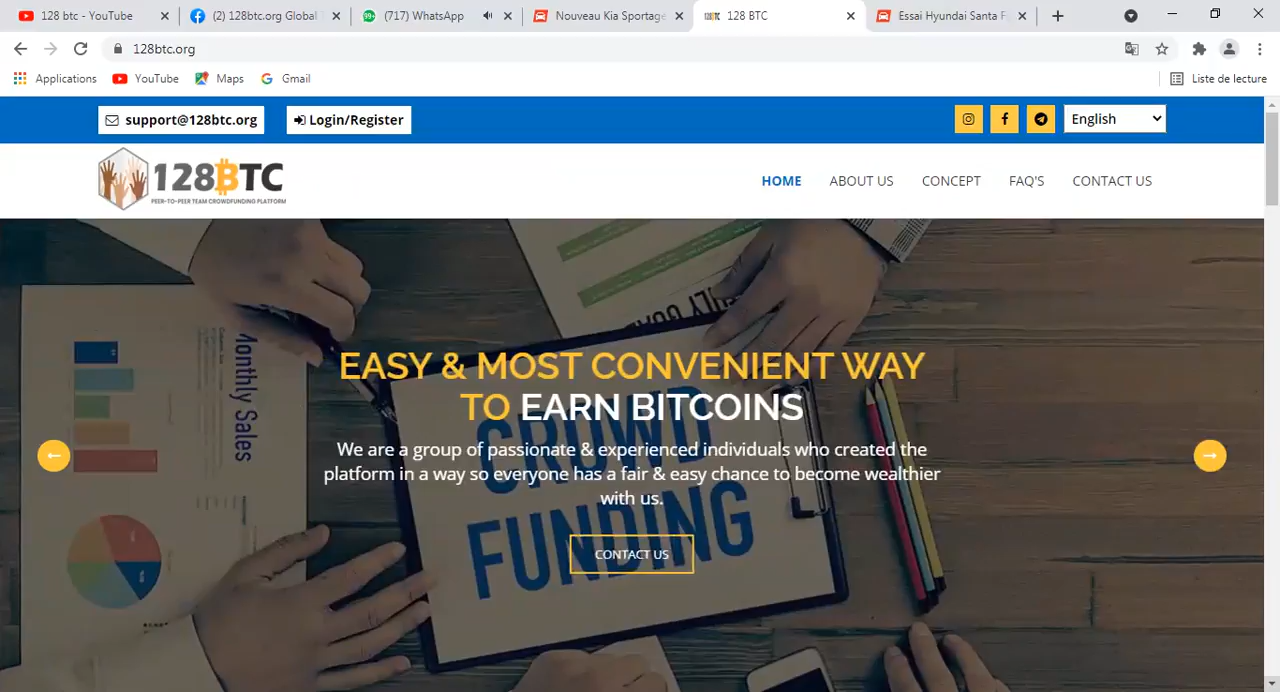 128 btc - YouTube
(2) 128btc.org Global
(717) WhatsApp
Nouveau Kia Sportage
128 BTC
Essai Hyundai Santa F
128btc.org
Applications
YouTube
Maps
Gmail
Liste de lecture
support@128btc.org
Login/Register
English
128BTC
PEER-TO-PEER TEAM CROWDFUNDING PLATFORM
HOME
ABOUT US
CONCEPT
FAQ'S
CONTACT US
Monthly Sales
CROWD
FUNDING
EASY & MOST CONVENIENT WAY
TO EARN BITCOINS
We are a group of passionate & experienced individuals who created the
platform in a way so everyone has a fair & easy chance to become wealthier
with us.
CONTACT US